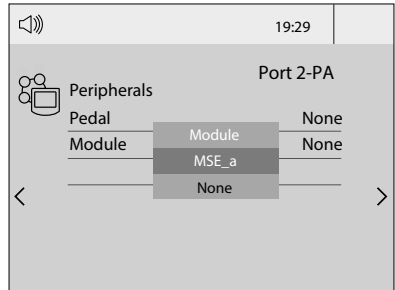 19:29
Port 2-PA
Peripherals
Pedal None
Module None
Module
MSE_a
None